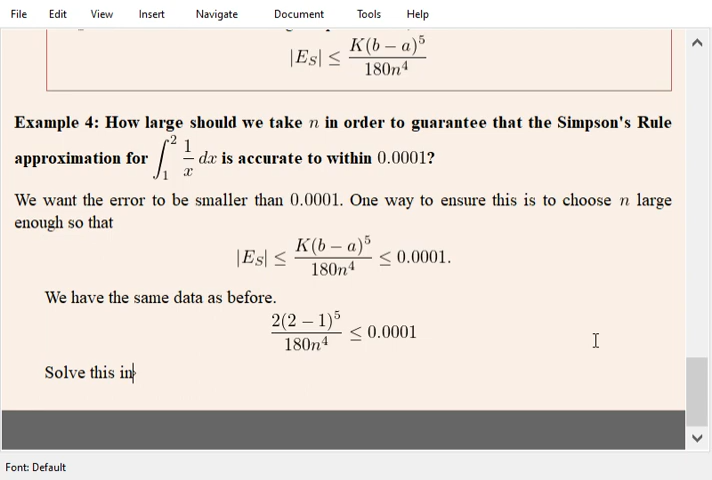 File Edit View Insert Navigate Document Tools Help
|E_S| ≤ K(b − a)^5 / 180n^4
Example 4: How large should we take n in order to guarantee that the Simpson's Rule
approximation for ∫_1^2 1/x dx is accurate to within 0.0001?
We want the error to be smaller than 0.0001. One way to ensure this is to choose n large
enough so that
|E_S| ≤ K(b − a)^5 / 180n^4 ≤ 0.0001.
We have the same data as before.
2(2 − 1)^5 / 180n^4 ≤ 0.0001
Solve this in
Font: Default